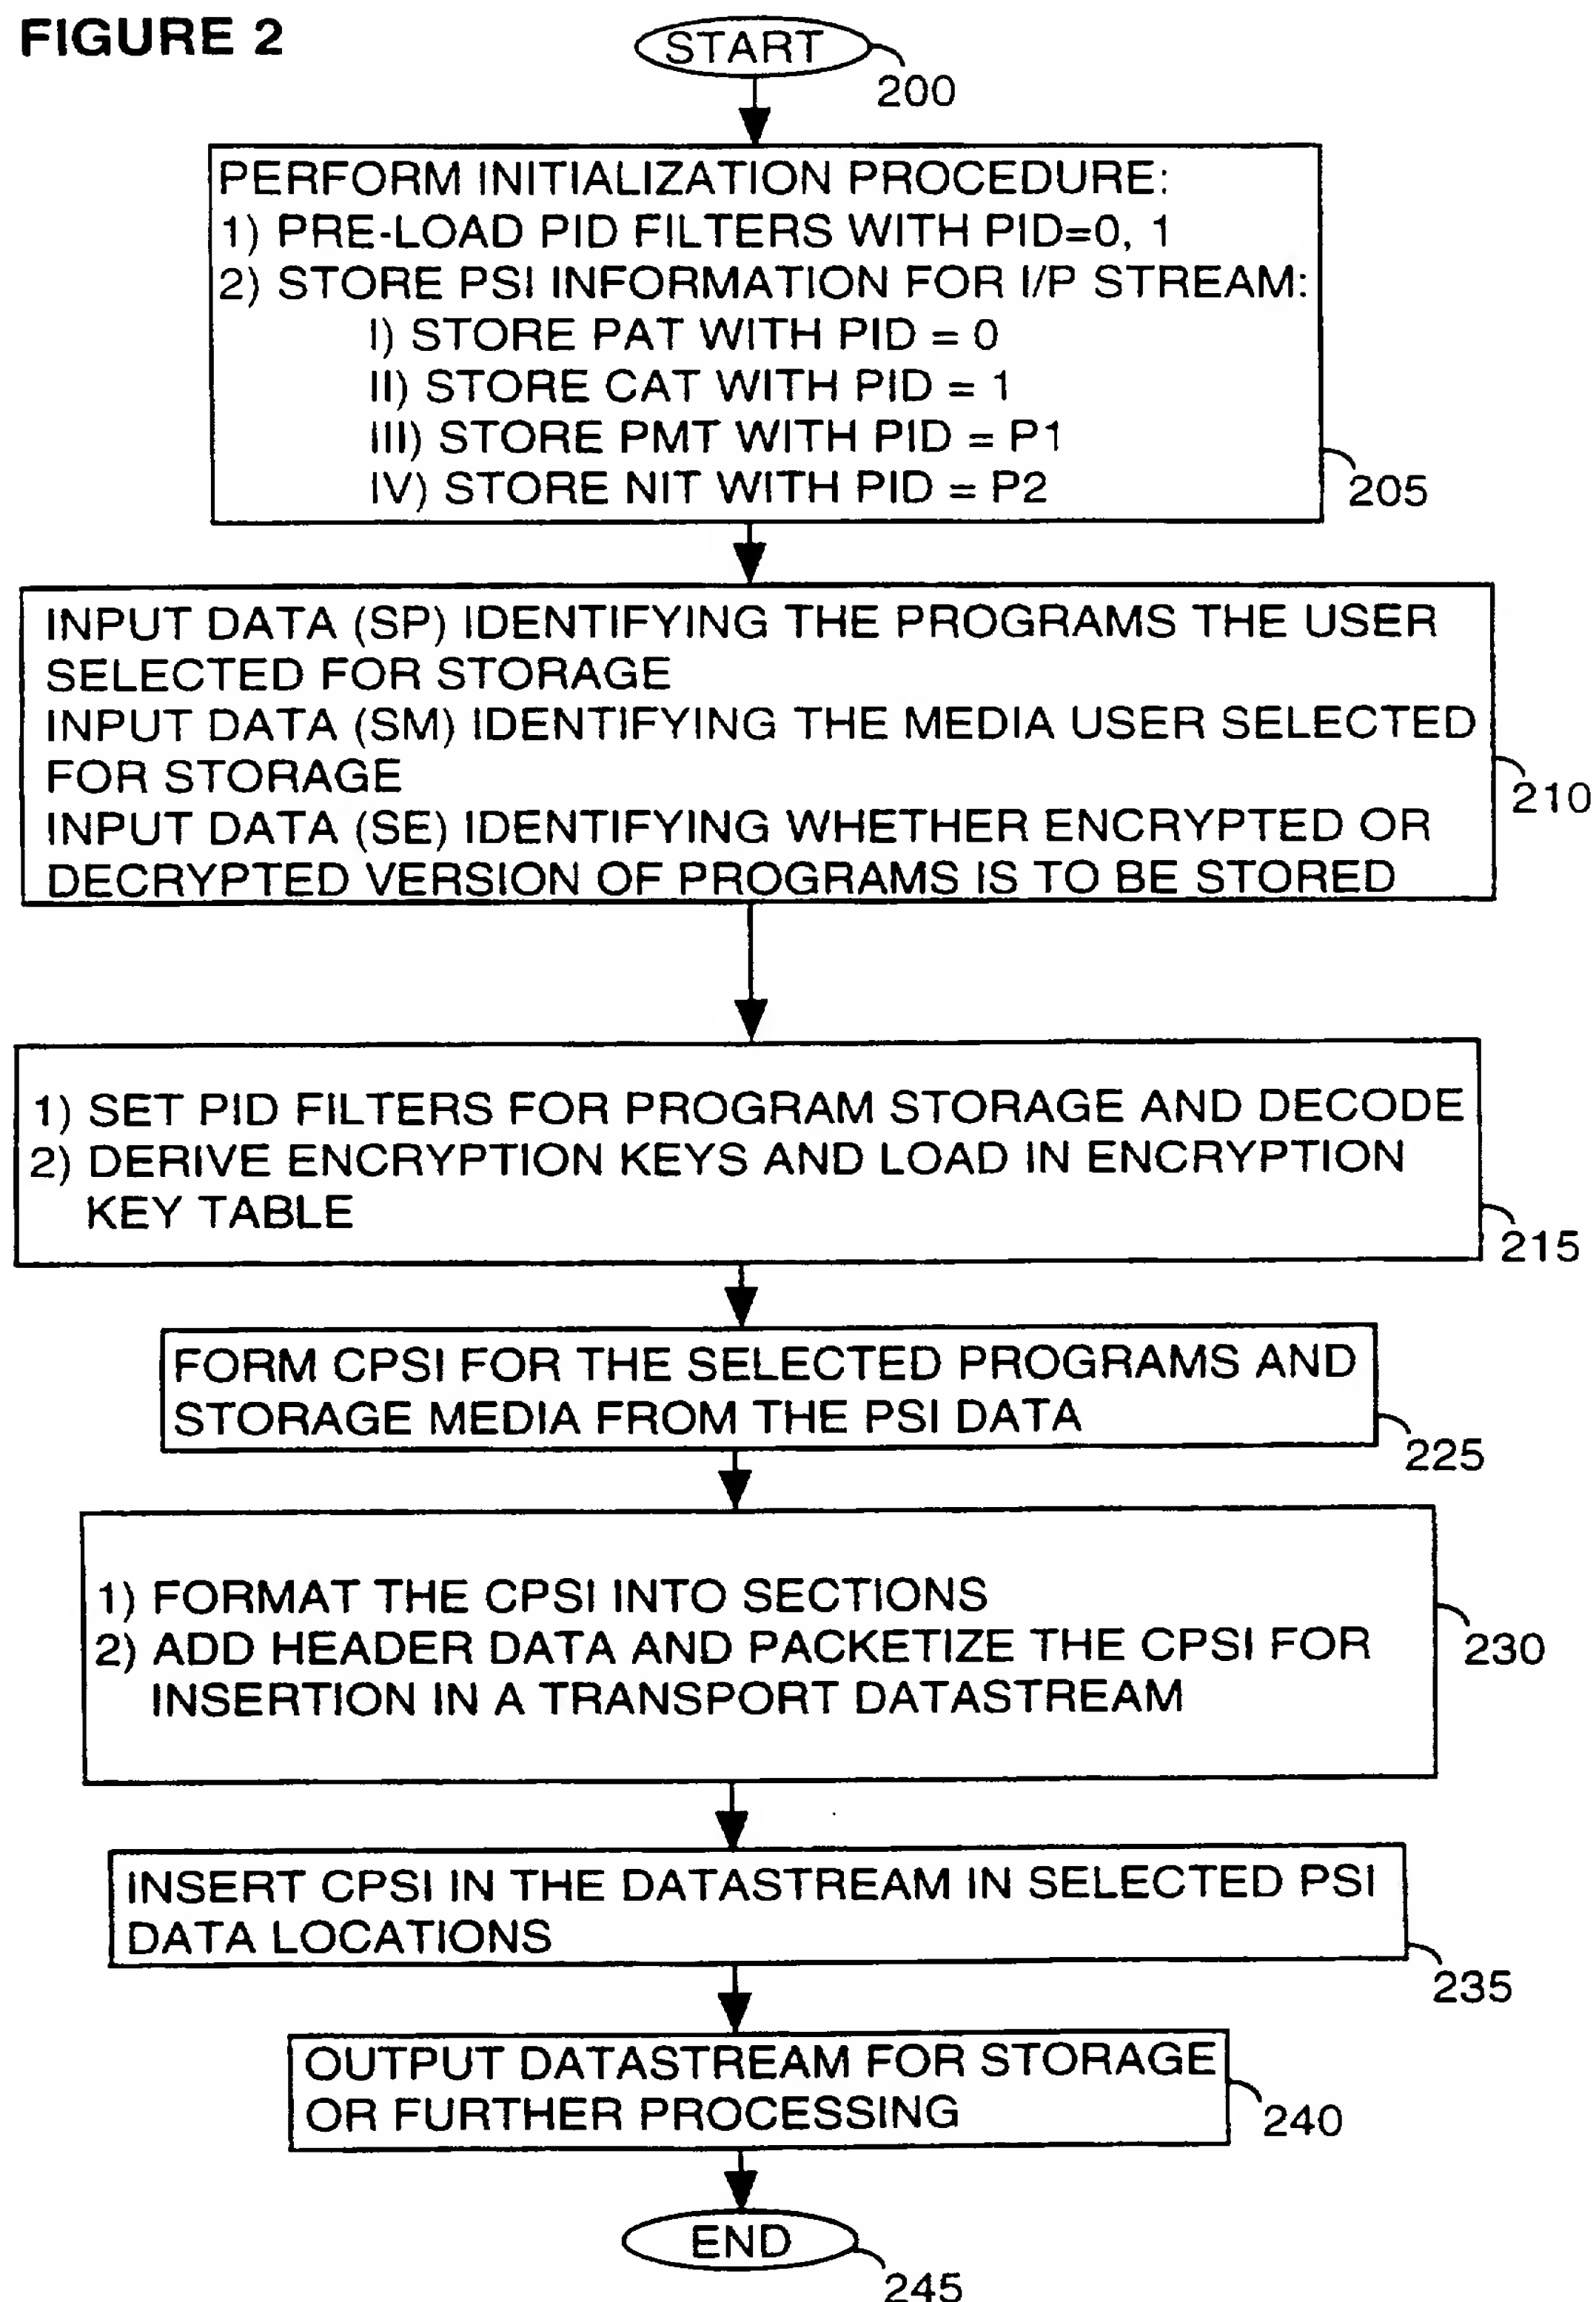 FIGURE 2
START
200
PERFORM INITIALIZATION PROCEDURE:
1) PRE-LOAD PID FILTERS WITH PID=0, 1
2) STORE PSI INFORMATION FOR I/P STREAM:
I) STORE PAT WITH PID = 0
II) STORE CAT WITH PID = 1
III) STORE PMT WITH PID = P1
IV) STORE NIT WITH PID = P2
205
INPUT DATA (SP) IDENTIFYING THE PROGRAMS THE USER
SELECTED FOR STORAGE
INPUT DATA (SM) IDENTIFYING THE MEDIA USER SELECTED
FOR STORAGE
INPUT DATA (SE) IDENTIFYING WHETHER ENCRYPTED OR
DECRYPTED VERSION OF PROGRAMS IS TO BE STORED
210
1) SET PID FILTERS FOR PROGRAM STORAGE AND DECODE
2) DERIVE ENCRYPTION KEYS AND LOAD IN ENCRYPTION
KEY TABLE
215
FORM CPSI FOR THE SELECTED PROGRAMS AND
STORAGE MEDIA FROM THE PSI DATA
225
1) FORMAT THE CPSI INTO SECTIONS
2) ADD HEADER DATA AND PACKETIZE THE CPSI FOR
INSERTION IN A TRANSPORT DATASTREAM
230
INSERT CPSI IN THE DATASTREAM IN SELECTED PSI
DATA LOCATIONS
235
OUTPUT DATASTREAM FOR STORAGE
OR FURTHER PROCESSING
240
END
245